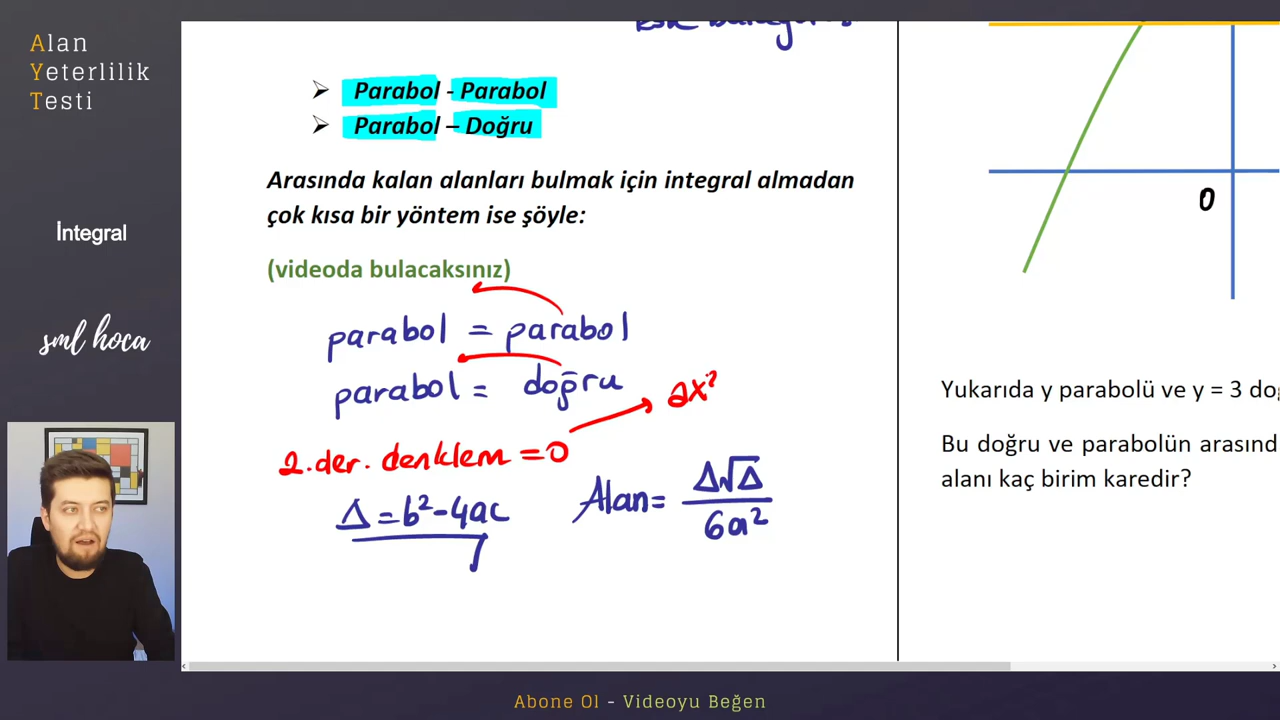 Alan
Yeterlilik
Testi
İntegral
sml hoca
➢ Parabol - Parabol
➢ Parabol – Doğru
Arasında kalan alanları bulmak için integral almadan
çok kısa bir yöntem ise şöyle:
(videoda bulacaksınız)
parabol = parabol
parabol = doğru
2. der. denklem = 0 → ax²
Δ = b² - 4ac
Alan = Δ√Δ / 6a²
0
Yukarıda y parabolü ve y = 3 do
Bu doğru ve parabolün arasınd
alanı kaç birim karedir?
Abone Ol - Videoyu Beğen